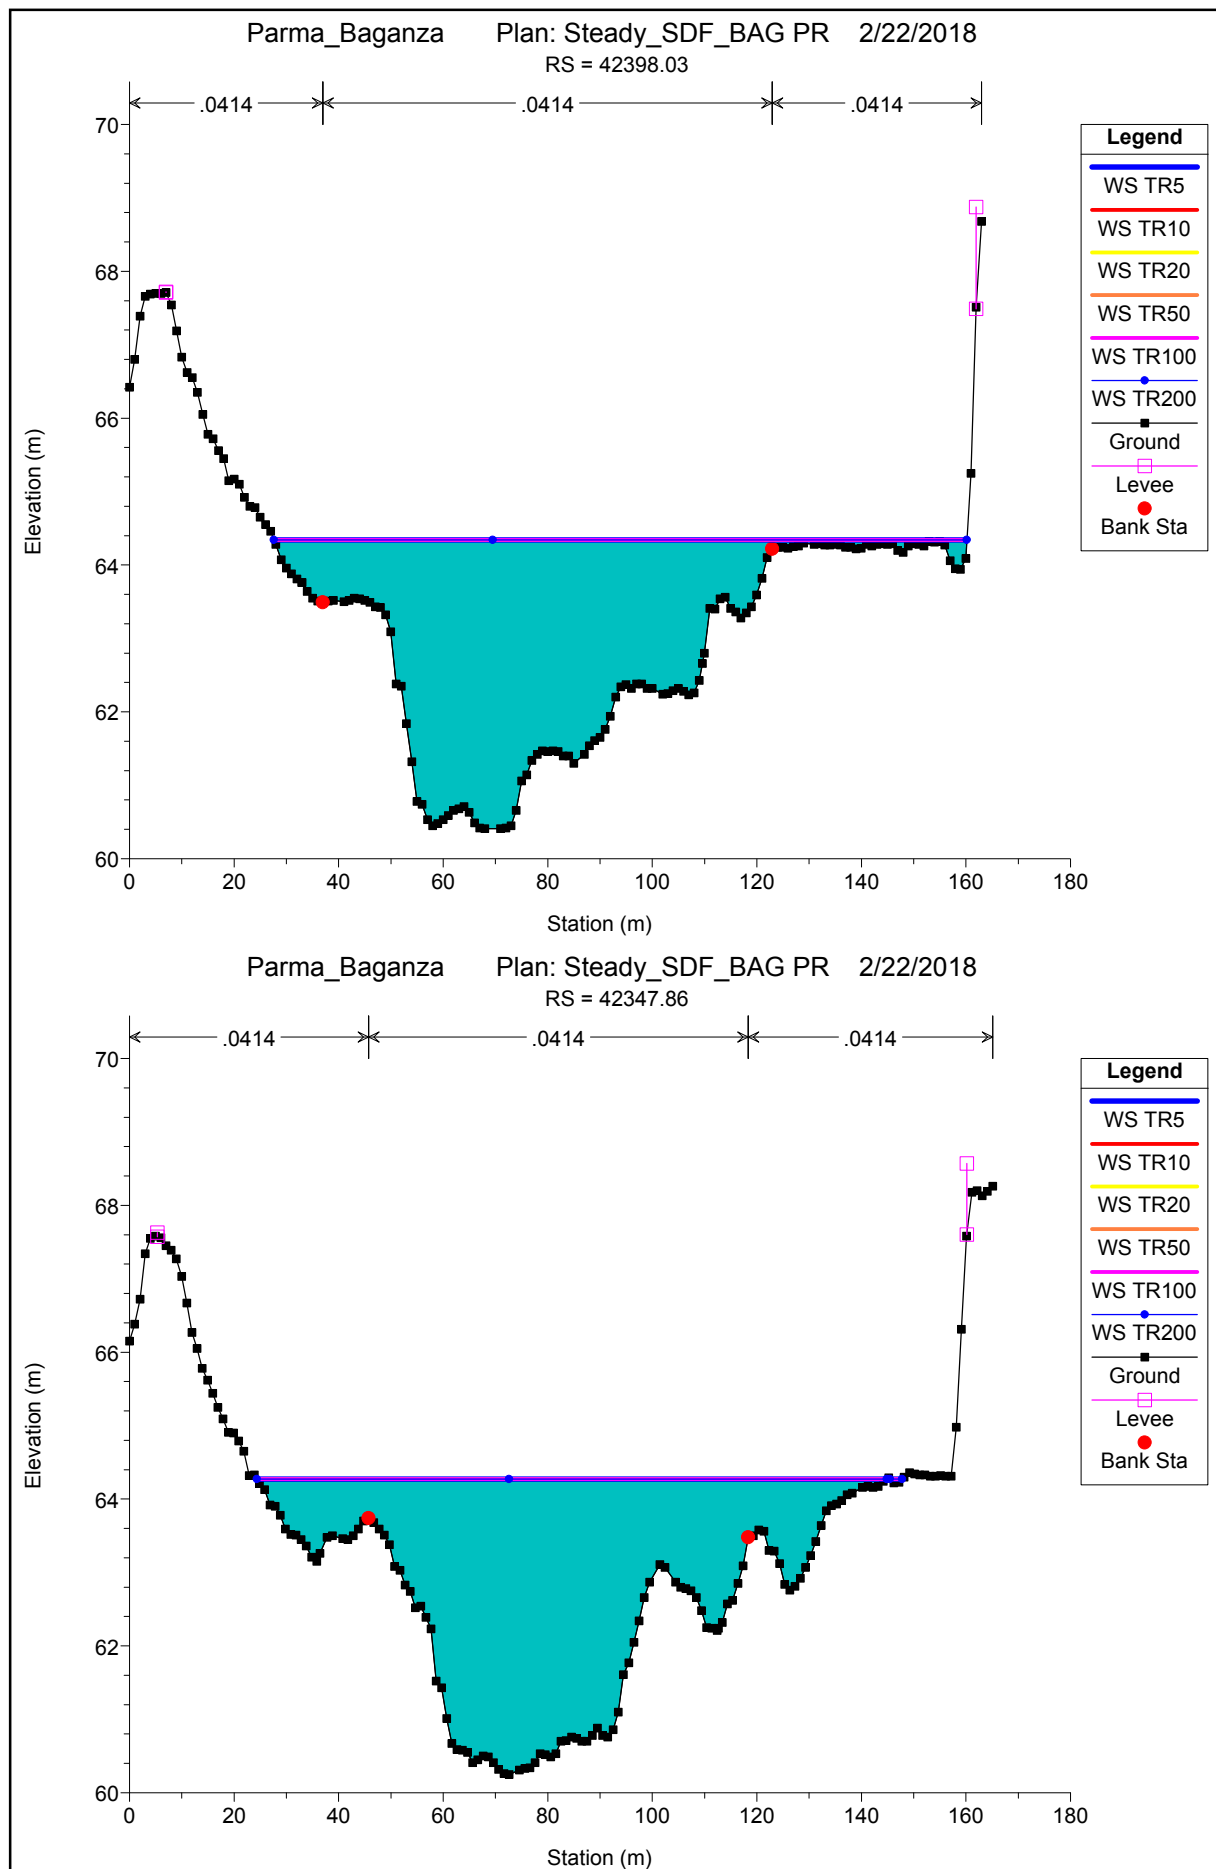 Parma_Baganza Plan: Steady_SDF_BAG PR 2/22/2018
RS = 42398.03
.0414 .0414 .0414
70
68
66
64
62
60
0 20 40 60 80 100 120 140 160 180
Elevation (m)
Station (m)
Legend
WS TR5
WS TR10
WS TR20
WS TR50
WS TR100
WS TR200
Ground
Levee
Bank Sta
Parma_Baganza Plan: Steady_SDF_BAG PR 2/22/2018
RS = 42347.86
.0414 .0414 .0414
70
68
66
64
62
60
0 20 40 60 80 100 120 140 160 180
Elevation (m)
Station (m)
Legend
WS TR5
WS TR10
WS TR20
WS TR50
WS TR100
WS TR200
Ground
Levee
Bank Sta